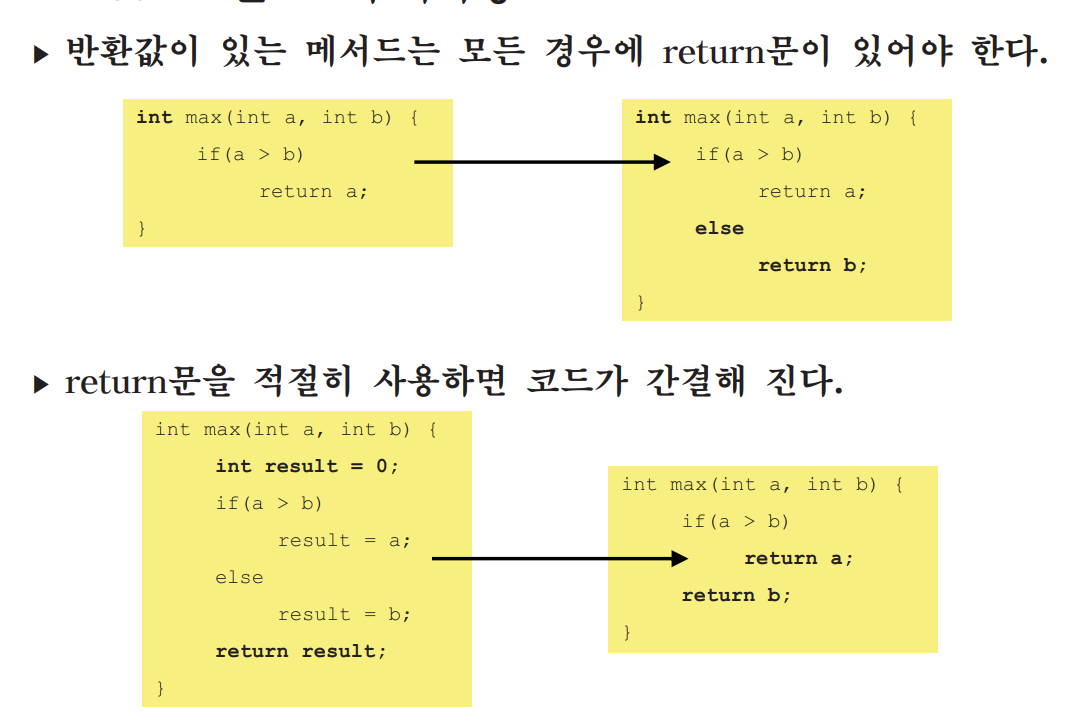 ▶ 반환값이 있는 메서드는 모든 경우에 return문이 있어야 한다.
int max(int a, int b) {
if(a > b)
return a;
}
int max(int a, int b) {
if(a > b)
return a;
else
return b;
}
▶ return문을 적절히 사용하면 코드가 간결해 진다.
int max(int a, int b) {
int result = 0;
if(a > b)
result = a;
else
result = b;
return result;
}
int max(int a, int b) {
if(a > b)
return a;
return b;
}